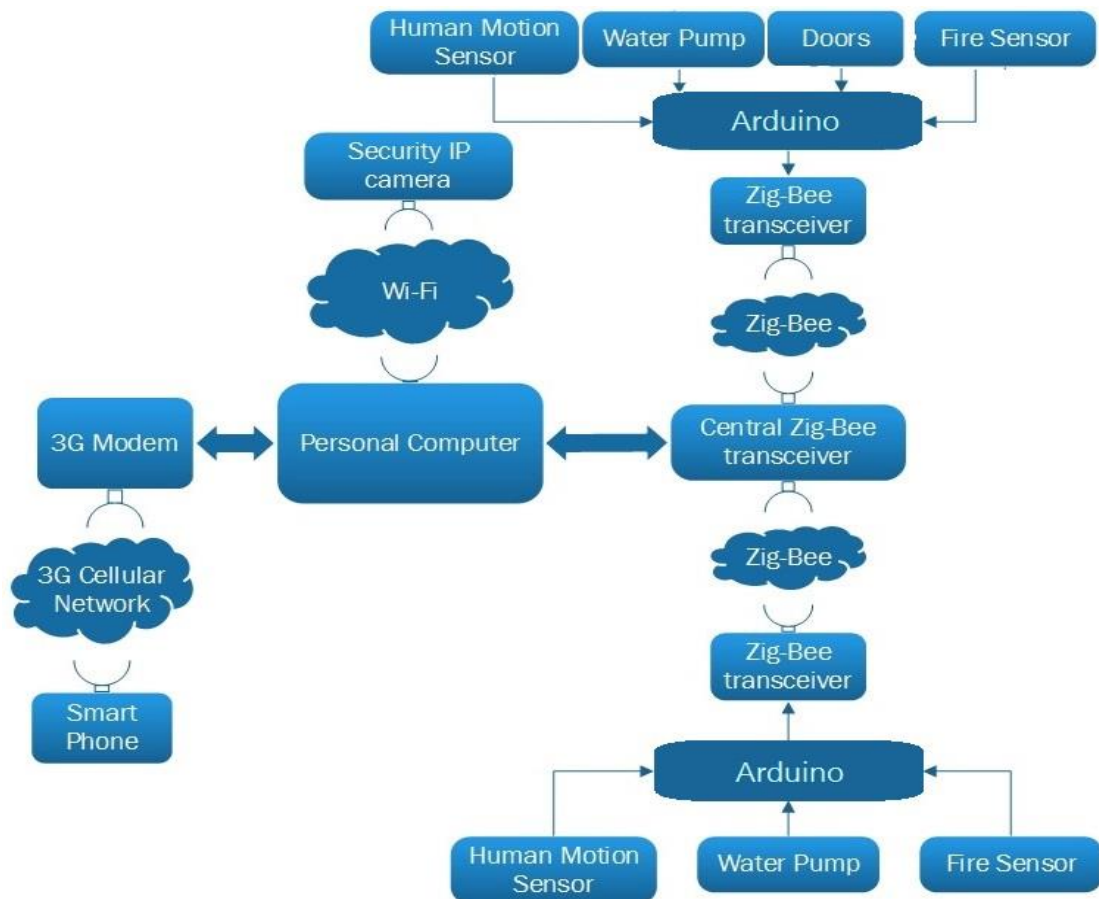 Human Motion
Sensor
Water Pump
Doors
Fire Sensor
Arduino
Security IP
camera
Zig-Bee
transceiver
Wi-Fi
Zig-Bee
3G Modem
Personal Computer
Central Zig-Bee
transceiver
3G Cellular
Network
Zig-Bee
Zig-Bee
transceiver
Smart
Phone
Arduino
Human Motion
Sensor
Water Pump
Fire Sensor